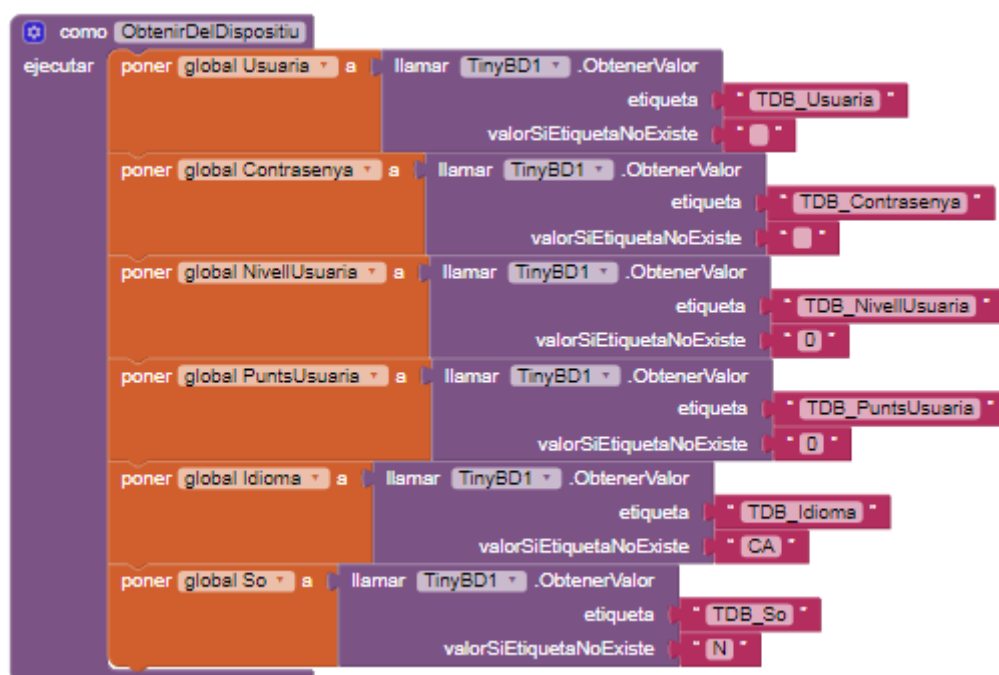 como ObtenirDelDispositiu
ejecutar poner global Usuaria a llamar TinyBD1 .ObtenerValor
etiqueta " TDB_Usuaria "
valorSiEtiquetaNoExiste " "
poner global Contrasenya a llamar TinyBD1 .ObtenerValor
etiqueta " TDB_Contrasenya "
valorSiEtiquetaNoExiste " "
poner global NivellUsuaria a llamar TinyBD1 .ObtenerValor
etiqueta " TDB_NivellUsuaria "
valorSiEtiquetaNoExiste " 0 "
poner global PuntsUsuaria a llamar TinyBD1 .ObtenerValor
etiqueta " TDB_PuntsUsuaria "
valorSiEtiquetaNoExiste " 0 "
poner global Idioma a llamar TinyBD1 .ObtenerValor
etiqueta " TDB_Idioma "
valorSiEtiquetaNoExiste " CA "
poner global So a llamar TinyBD1 .ObtenerValor
etiqueta " TDB_So "
valorSiEtiquetaNoExiste " N "